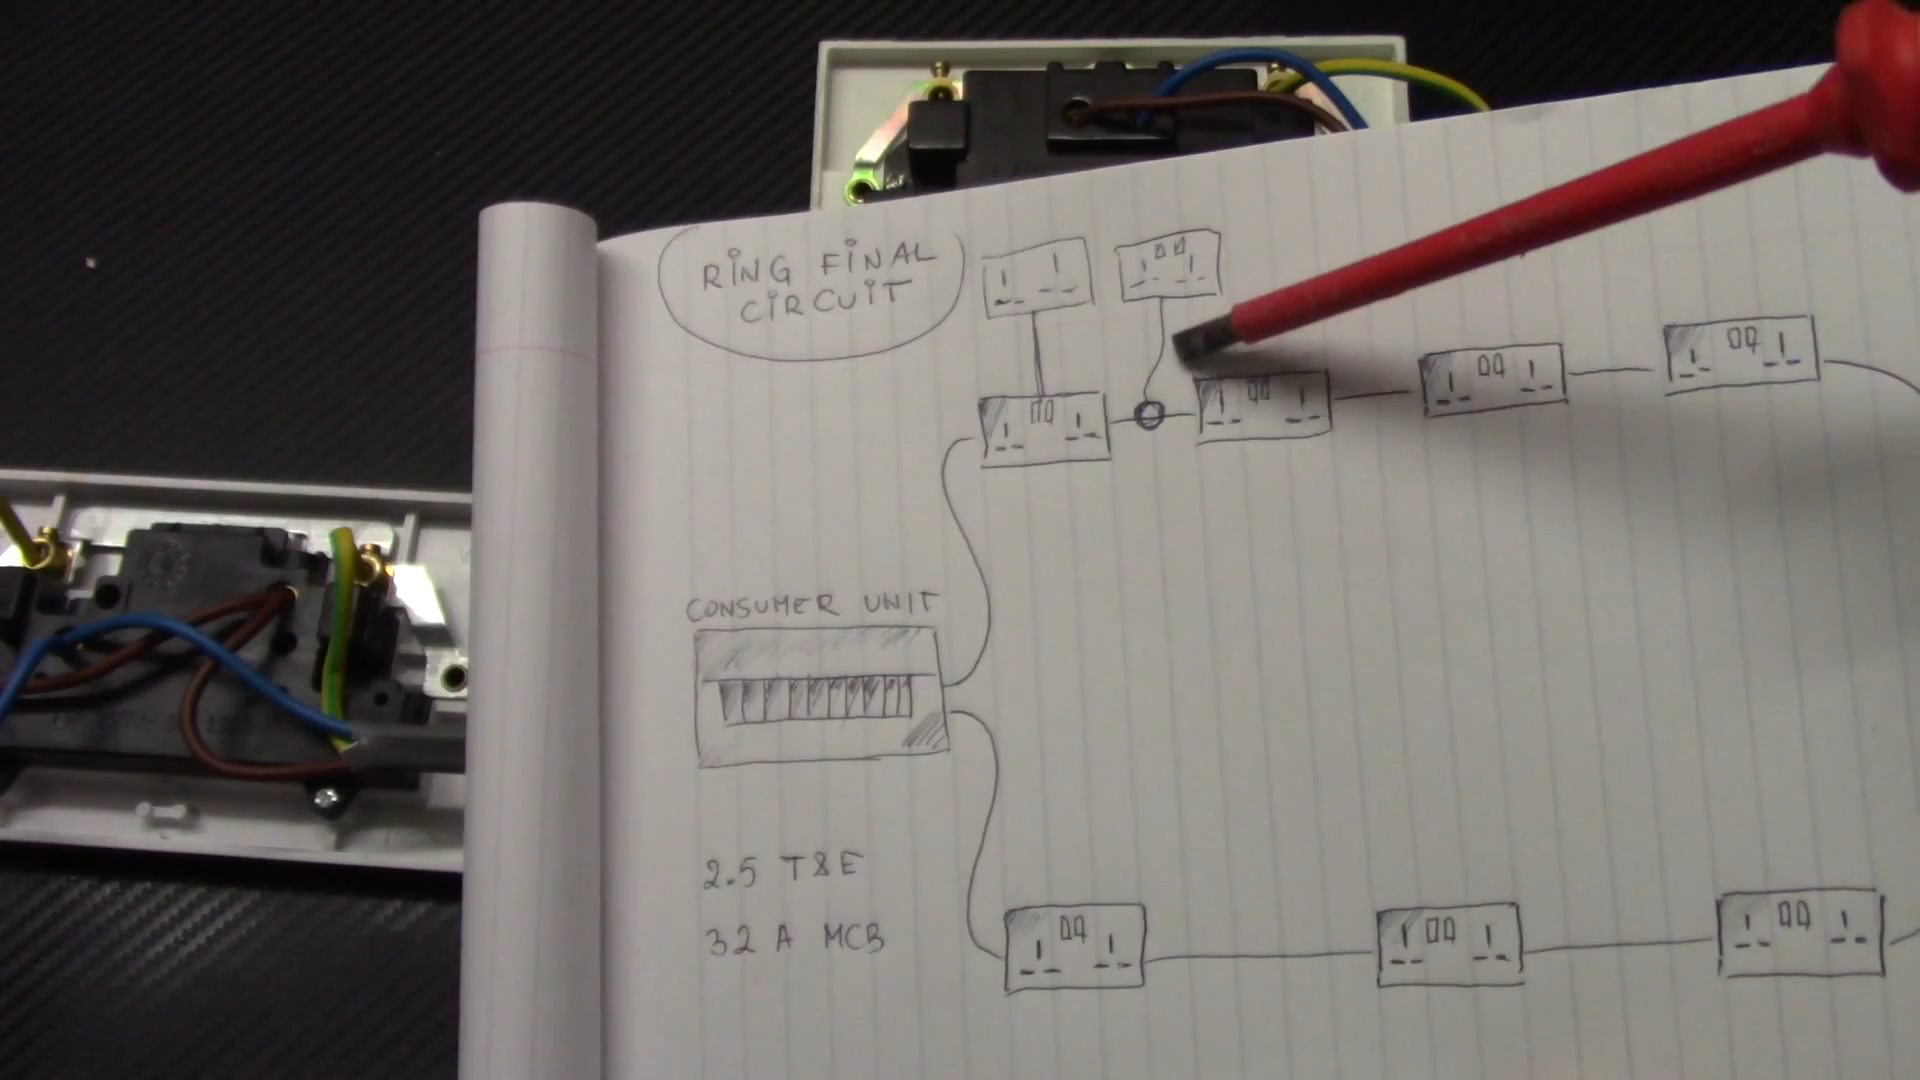 RING FINAL
CIRCUIT
CONSUMER UNIT
2.5 T&E
32 A MCB